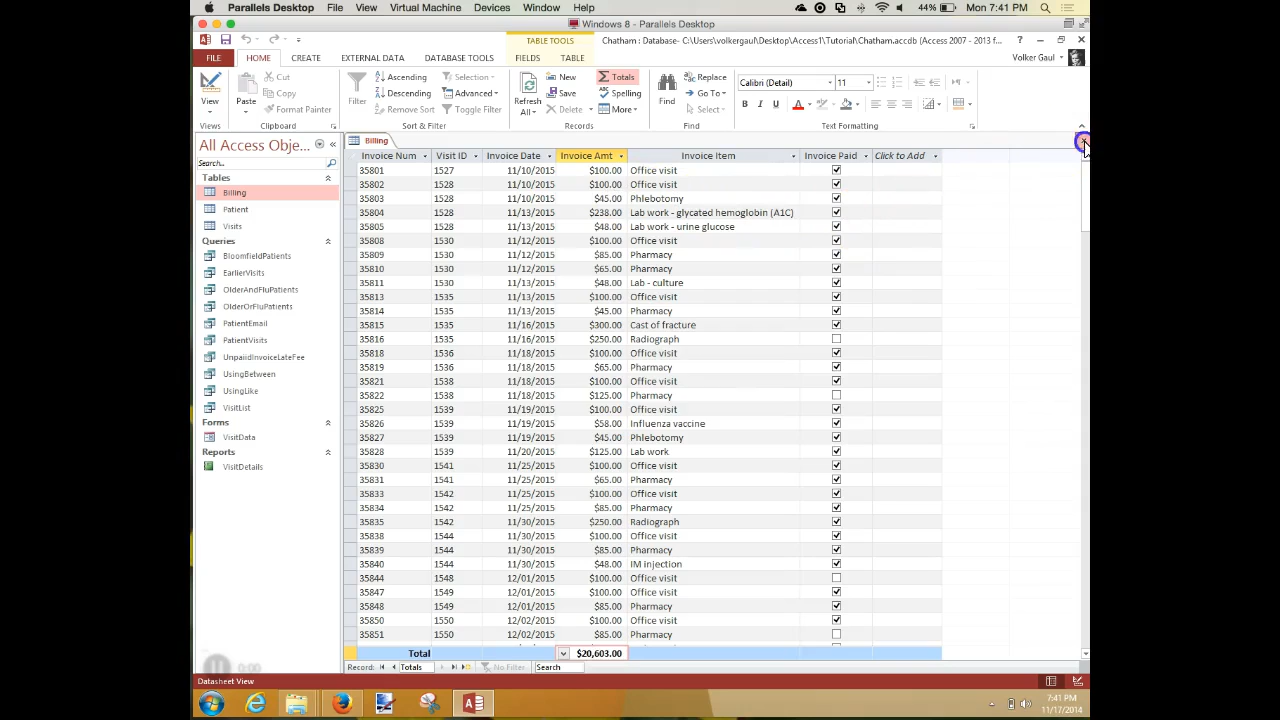 Parallels Desktop File View Virtual Machine Devices Window Help 44% Mon 7:41 PM
Windows 8 - Parallels Desktop
TABLE TOOLS Chatham : Database- C:\Users\volkergaul\Desktop\Access1\Tutorial\Chatham. ess 2007 - 2013 f...
FILE HOME CREATE EXTERNAL DATA DATABASE TOOLS FIELDS TABLE Volker Gaul
View Paste Cut Copy Format Painter
Filter Ascending Descending Remove Sort Selection Advanced Toggle Filter
Refresh All New Save Delete Totals Spelling More
Find Replace Go To Select
Calibri (Detail) 11
B I U A
Views Clipboard Sort & Filter Records Find Text Formatting
All Access Obje...
Search...
Tables
Billing
Patient
Visits
Queries
BloomfieldPatients
EarlierVisits
OlderAndFluPatients
OlderOrFluPatients
PatientEmail
PatientVisits
UnpaidInvoiceLateFee
UsingBetween
UsingLike
VisitList
Forms
VisitData
Reports
VisitDetails
Billing
Invoice Num Visit ID Invoice Date Invoice Amt Invoice Item Invoice Paid Click to Add
35801 1527 11/10/2015 $100.00 Office visit
35802 1528 11/10/2015 $100.00 Office visit
35803 1528 11/10/2015 $45.00 Phlebotomy
35804 1528 11/13/2015 $238.00 Lab work - glycated hemoglobin (A1C)
35805 1528 11/13/2015 $48.00 Lab work - urine glucose
35808 1530 11/12/2015 $100.00 Office visit
35809 1530 11/12/2015 $85.00 Pharmacy
35810 1530 11/12/2015 $65.00 Pharmacy
35811 1530 11/13/2015 $48.00 Lab - culture
35813 1535 11/13/2015 $100.00 Office visit
35814 1535 11/13/2015 $45.00 Pharmacy
35815 1535 11/16/2015 $300.00 Cast of fracture
35816 1535 11/16/2015 $250.00 Radiograph
35818 1536 11/18/2015 $100.00 Office visit
35819 1536 11/18/2015 $65.00 Pharmacy
35821 1538 11/18/2015 $100.00 Office visit
35822 1538 11/18/2015 $125.00 Pharmacy
35825 1539 11/19/2015 $100.00 Office visit
35826 1539 11/19/2015 $58.00 Influenza vaccine
35827 1539 11/19/2015 $45.00 Phlebotomy
35828 1539 11/20/2015 $125.00 Lab work
35830 1541 11/25/2015 $100.00 Office visit
35831 1541 11/25/2015 $65.00 Pharmacy
35833 1542 11/25/2015 $100.00 Office visit
35834 1542 11/25/2015 $85.00 Pharmacy
35835 1542 11/30/2015 $250.00 Radiograph
35838 1544 11/30/2015 $100.00 Office visit
35839 1544 11/30/2015 $85.00 Pharmacy
35840 1544 11/30/2015 $48.00 IM injection
35844 1548 12/01/2015 $100.00 Office visit
35847 1549 12/01/2015 $100.00 Office visit
35848 1549 12/01/2015 $85.00 Pharmacy
35850 1550 12/02/2015 $100.00 Office visit
35851 1550 12/02/2015 $85.00 Pharmacy
Total $20,603.00
Record: Totals No Filter Search
0:00
Datasheet View
7:41 PM
11/17/2014